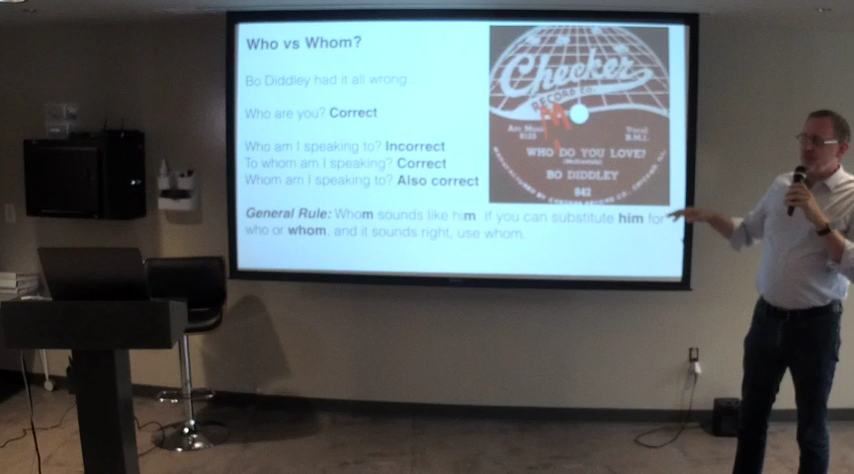 Who vs Whom?
Bo Diddley had it all wrong...
Who are you? Correct
Who am I speaking to? Incorrect
To whom am I speaking? Correct
Whom am I speaking to? Also correct
General Rule: Whom sounds like him. If you can substitute him for
who or whom, and it sounds right, use whom.
Checker
RECORD CO.
M
Arc Music
Vocal
B.M.I.
WHO DO YOU LOVE?
BO DIDDLEY
842